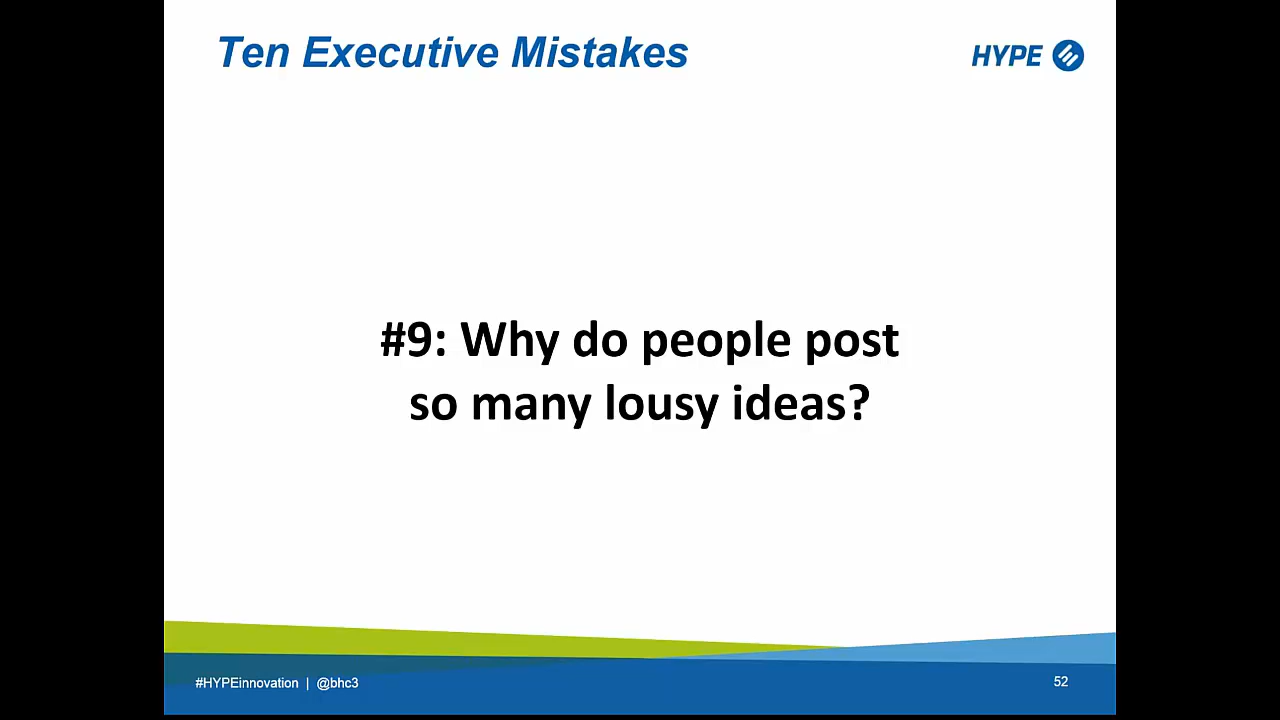 Ten Executive Mistakes
HYPE
#9: Why do people post
so many lousy ideas?
#HYPEinnovation | @bhc3
52